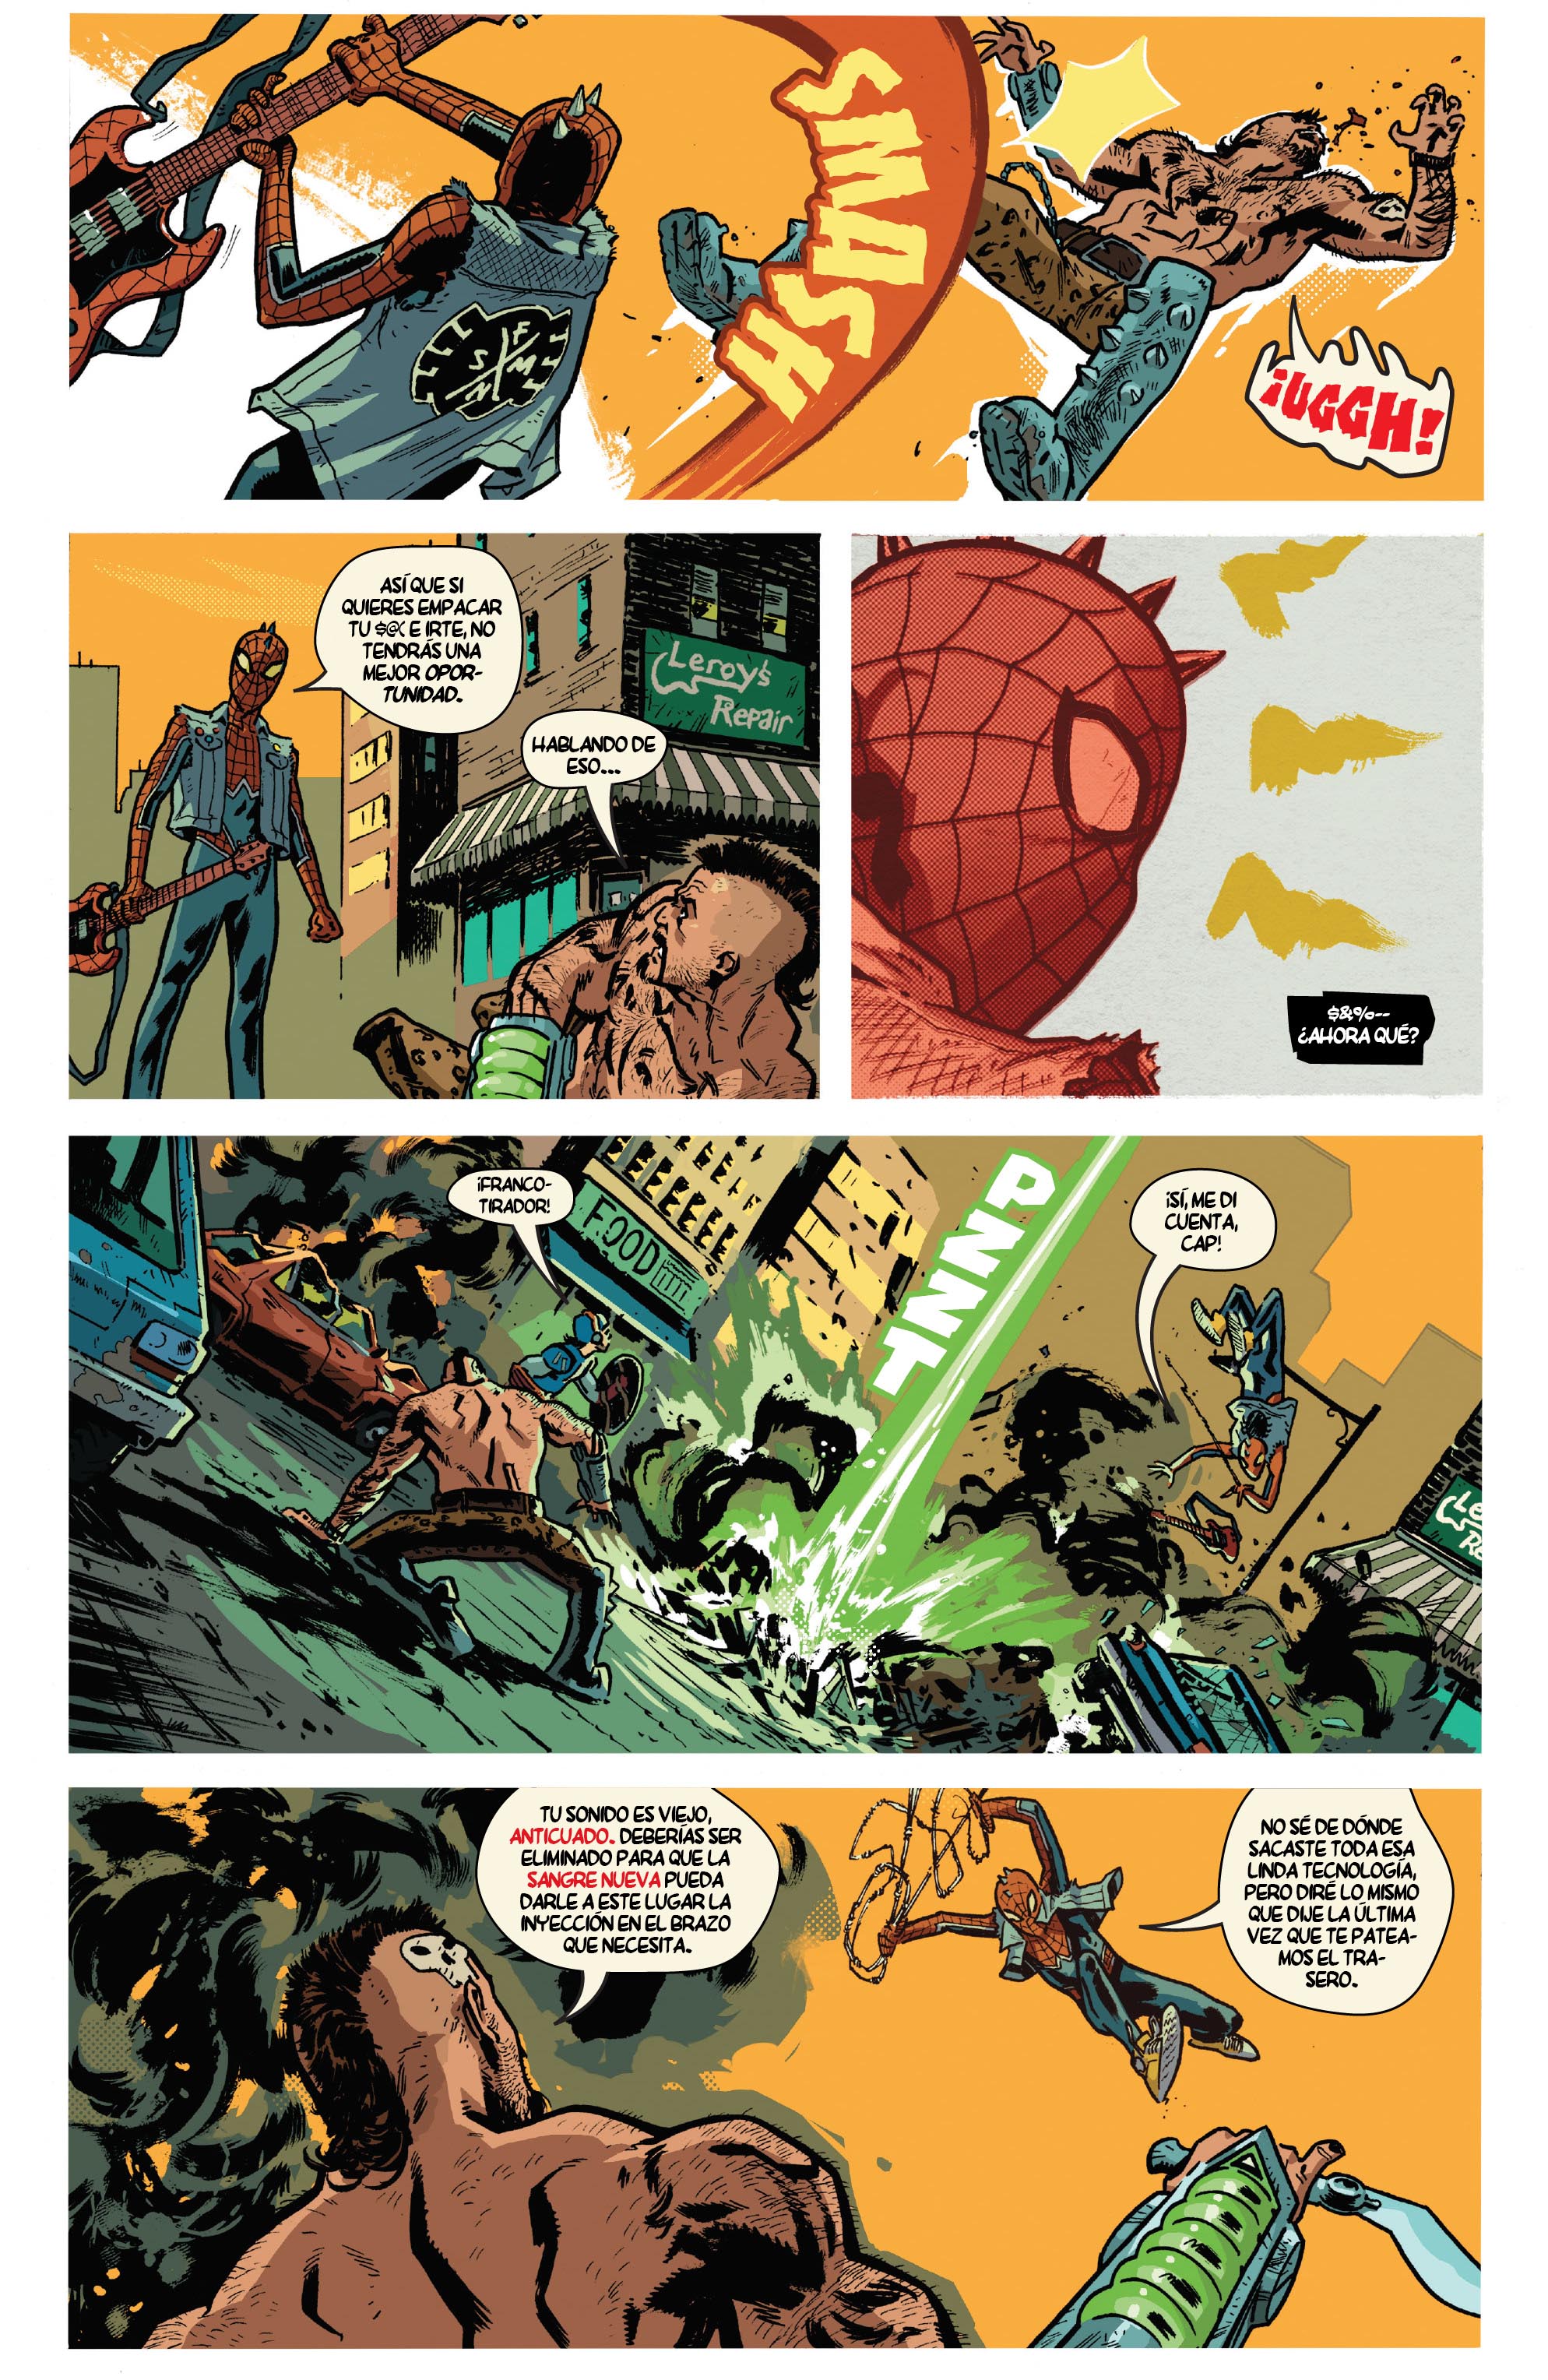 SMASH
F
S M
N
¡UGGH!
ASÍ QUE SI
QUIERES EMPACAR
TU $@( E IRTE, NO
TENDRÁS UNA
MEJOR OPOR-
TUNIDAD.
Leroy's
Repair
HABLANDO DE
ESO...
$&%--
¿AHORA QUÉ?
¡FRANCO-
TIRADOR!
FOOD
PZNNT
¡SÍ, ME DI
CUENTA,
CAP!
Le
Re
TU SONIDO ES VIEJO,
ANTICUADO. DEBERÍAS SER
ELIMINADO PARA QUE LA
SANGRE NUEVA PUEDA
DARLE A ESTE LUGAR LA
INYECCIÓN EN EL BRAZO
QUE NECESITA.
NO SÉ DE DÓNDE
SACASTE TODA ESA
LINDA TECNOLOGÍA,
PERO DIRÉ LO MISMO
QUE DIJE LA ÚLTIMA
VEZ QUE TE PATEA-
MOS EL TRA-
SERO.